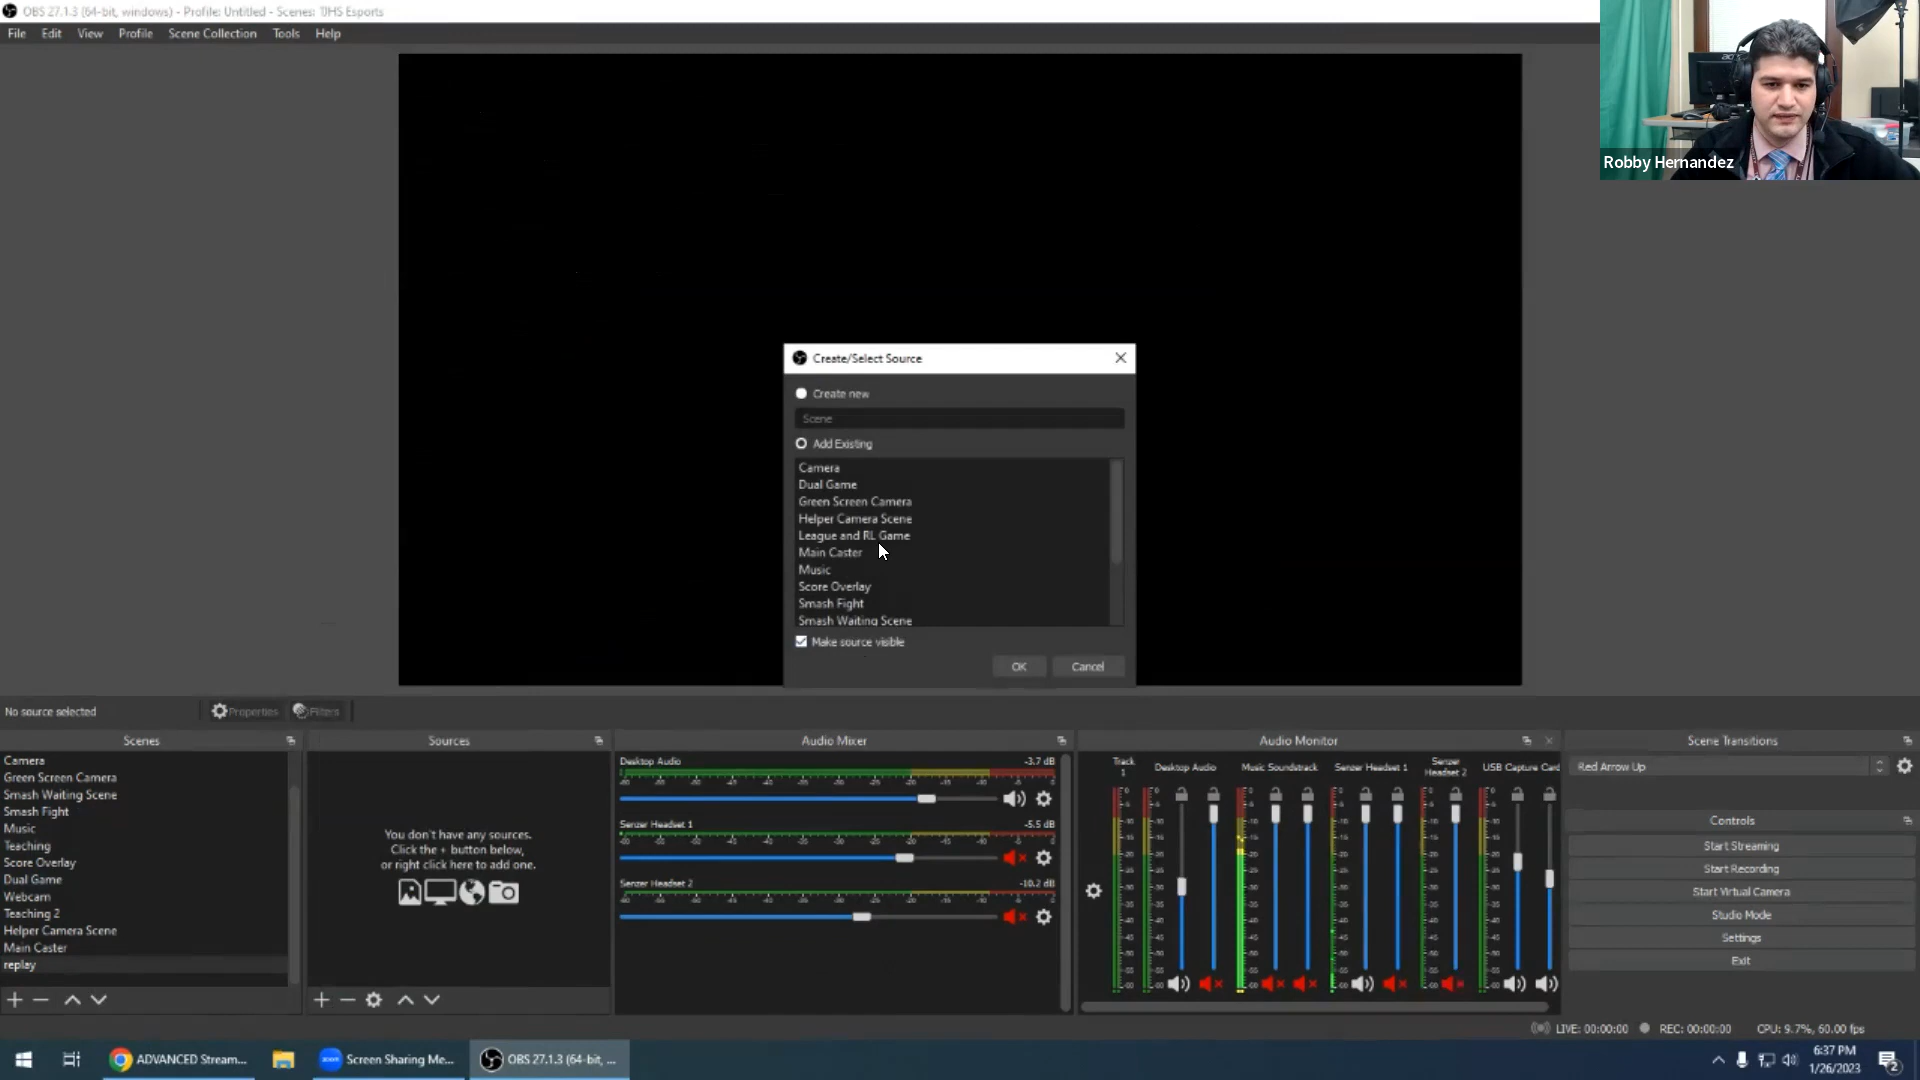 OBS 27.1.3 (64-bit, windows) - Profile: Untitled - Scenes: TJHS Esports
File Edit View Profile Scene Collection Tools Help
Robby Hernandez
Create/Select Source
Create new
Scene
Add Existing
Camera
Dual Game
Green Screen Camera
Helper Camera Scene
League and RL Game
Main Caster
Music
Score Overlay
Smash Fight
Smash Waiting Scene
Make source visible
OK Cancel
No source selected Properties Filters
Scenes
Camera
Green Screen Camera
Smash Waiting Scene
Smash Fight
Music
Teaching
Score Overlay
Dual Game
Webcam
Teaching 2
Helper Camera Scene
Main Caster
replay
Sources
You don't have any sources.
Click the + button below,
or right click here to add one.
Audio Mixer
Desktop Audio -3.7 dB
Senzer Headset 1 -5.5 dB
Senzer Headset 2 -10.2 dB
Audio Monitor
Track 1
Desktop Audio
Music Soundtrack
Senzer Headset 1
Senzer Headset 2
USB Capture Card
Scene Transitions
Red Arrow Up
Controls
Start Streaming
Start Recording
Start Virtual Camera
Studio Mode
Settings
Exit
LIVE: 00:00:00 REC: 00:00:00 CPU: 9.7%, 60.00 fps
ADVANCED Stream... Screen Sharing Me... OBS 27.1.3 (64-bit, ...
6:37 PM
1/26/2023
2